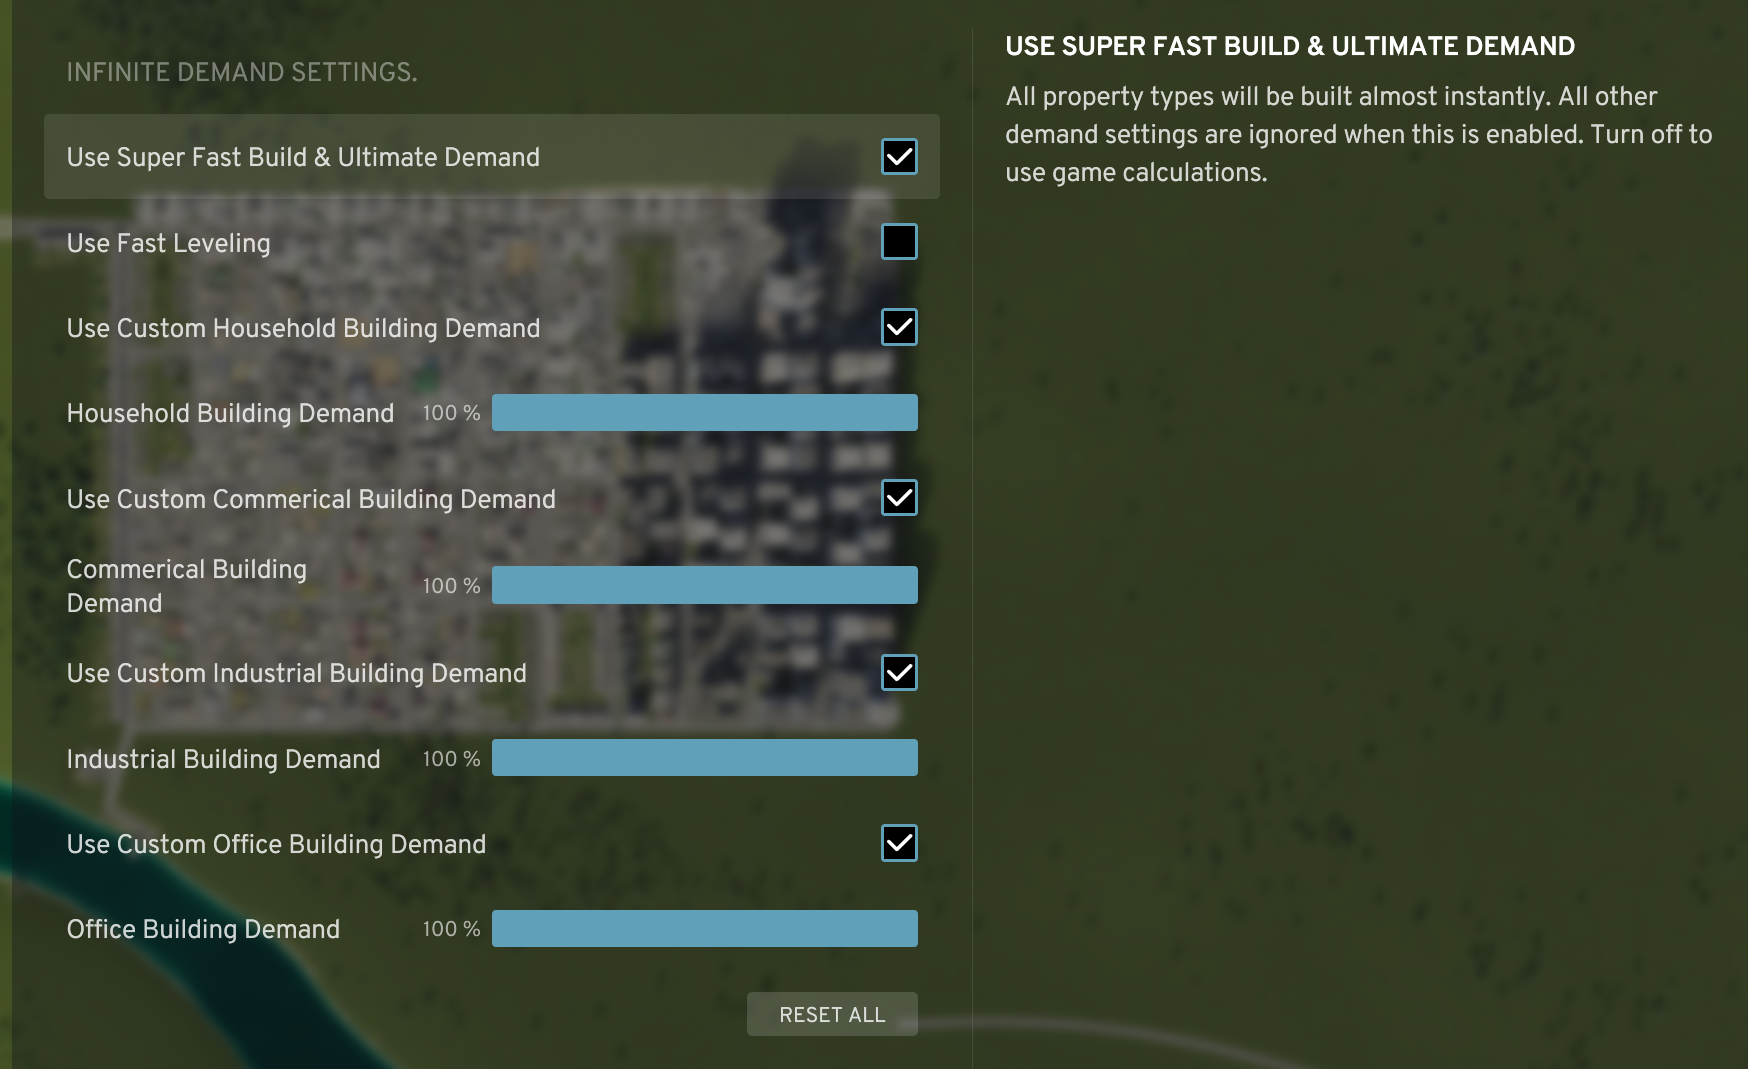 INFINITE DEMAND SETTINGS.
Use Super Fast Build & Ultimate Demand
Use Fast Leveling
Use Custom Household Building Demand
Household Building Demand 100 %
Use Custom Commerical Building Demand
Commerical Building
Demand
100 %
Use Custom Industrial Building Demand
Industrial Building Demand 100 %
Use Custom Office Building Demand
Office Building Demand 100 %
RESET ALL
USE SUPER FAST BUILD & ULTIMATE DEMAND
All property types will be built almost instantly. All other
demand settings are ignored when this is enabled. Turn off to
use game calculations.